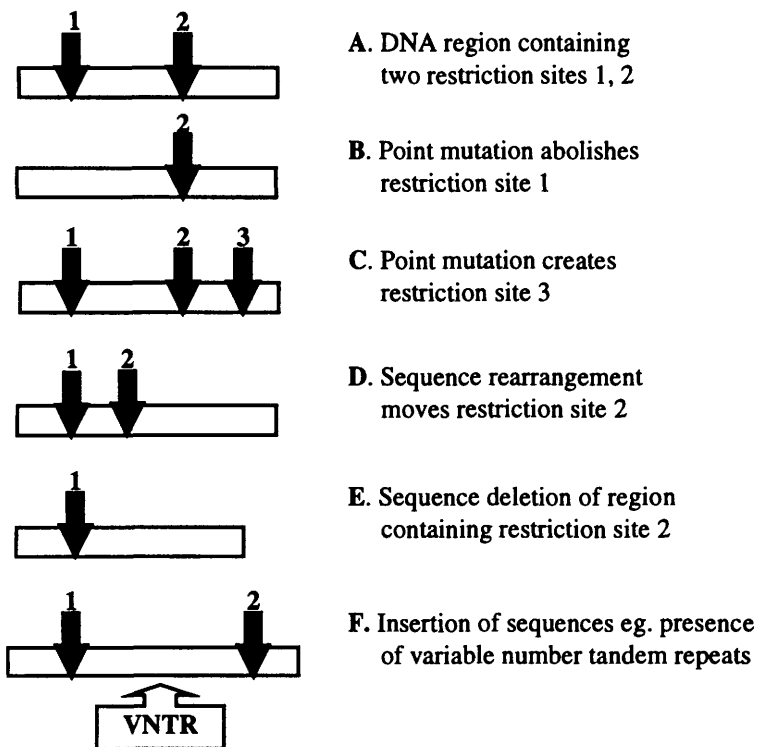 1 2
A. DNA region containing
two restriction sites 1, 2
2
B. Point mutation abolishes
restriction site 1
1 2 3
C. Point mutation creates
restriction site 3
1 2
D. Sequence rearrangement
moves restriction site 2
1
E. Sequence deletion of region
containing restriction site 2
1 2
F. Insertion of sequences eg. presence
of variable number tandem repeats
VNTR